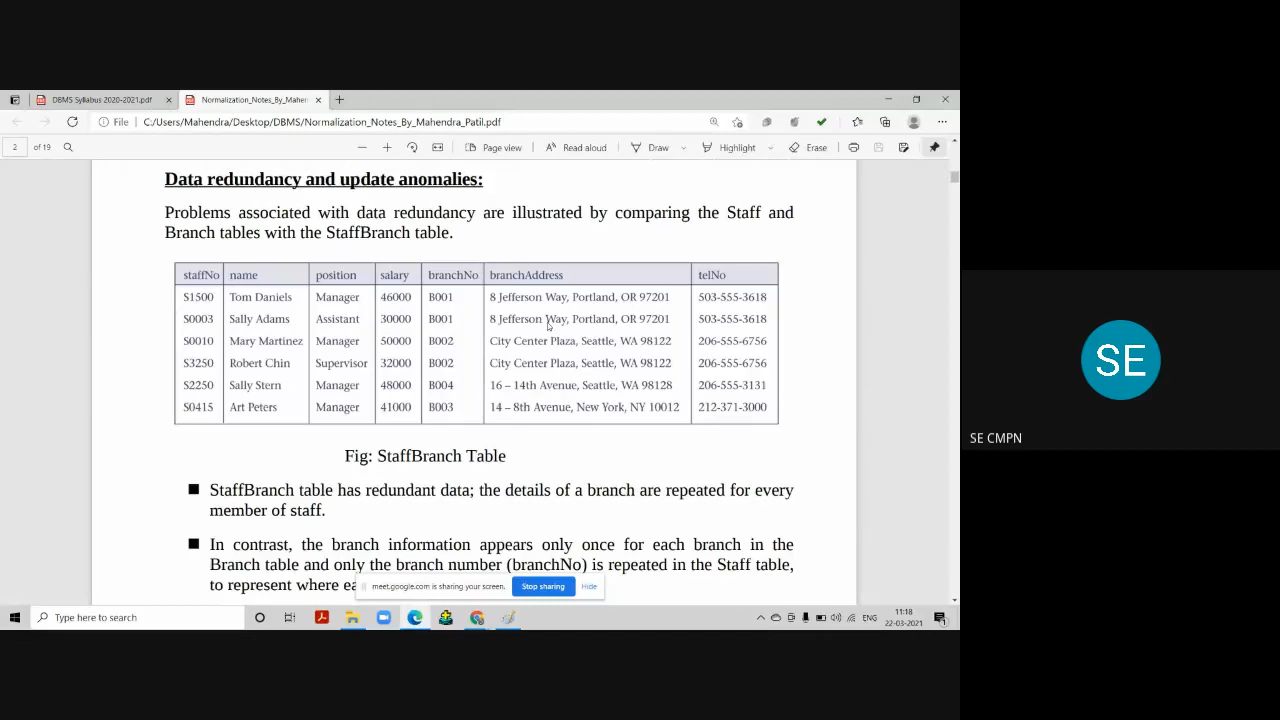 DBMS Syllabus 2020-2021.pdf
Normalization_Notes_By_Maher
File
C:/Users/Mahendra/Desktop/DBMS/Normalization_Notes_By_Mahendra_Patil.pdf
2 of 19
Page view
Read aloud
Draw
Highlight
Erase
Data redundancy and update anomalies:
Problems associated with data redundancy are illustrated by comparing the Staff and
Branch tables with the StaffBranch table.
staffNo name position salary branchNo branchAddress telNo
S1500 Tom Daniels Manager 46000 B001 8 Jefferson Way, Portland, OR 97201 503-555-3618
S0003 Sally Adams Assistant 30000 B001 8 Jefferson Way, Portland, OR 97201 503-555-3618
S0010 Mary Martinez Manager 50000 B002 City Center Plaza, Seattle, WA 98122 206-555-6756
S3250 Robert Chin Supervisor 32000 B002 City Center Plaza, Seattle, WA 98122 206-555-6756
S2250 Sally Stern Manager 48000 B004 16 – 14th Avenue, Seattle, WA 98128 206-555-3131
S0415 Art Peters Manager 41000 B003 14 – 8th Avenue, New York, NY 10012 212-371-3000
Fig: StaffBranch Table
■ StaffBranch table has redundant data; the details of a branch are repeated for every
member of staff.
■ In contrast, the branch information appears only once for each branch in the
Branch table and only the branch number (branchNo) is repeated in the Staff table,
to represent where ea
meet.google.com is sharing your screen.
Stop sharing
Hide
Type here to search
ENG
11:18
22-03-2021
SE
SE CMPN